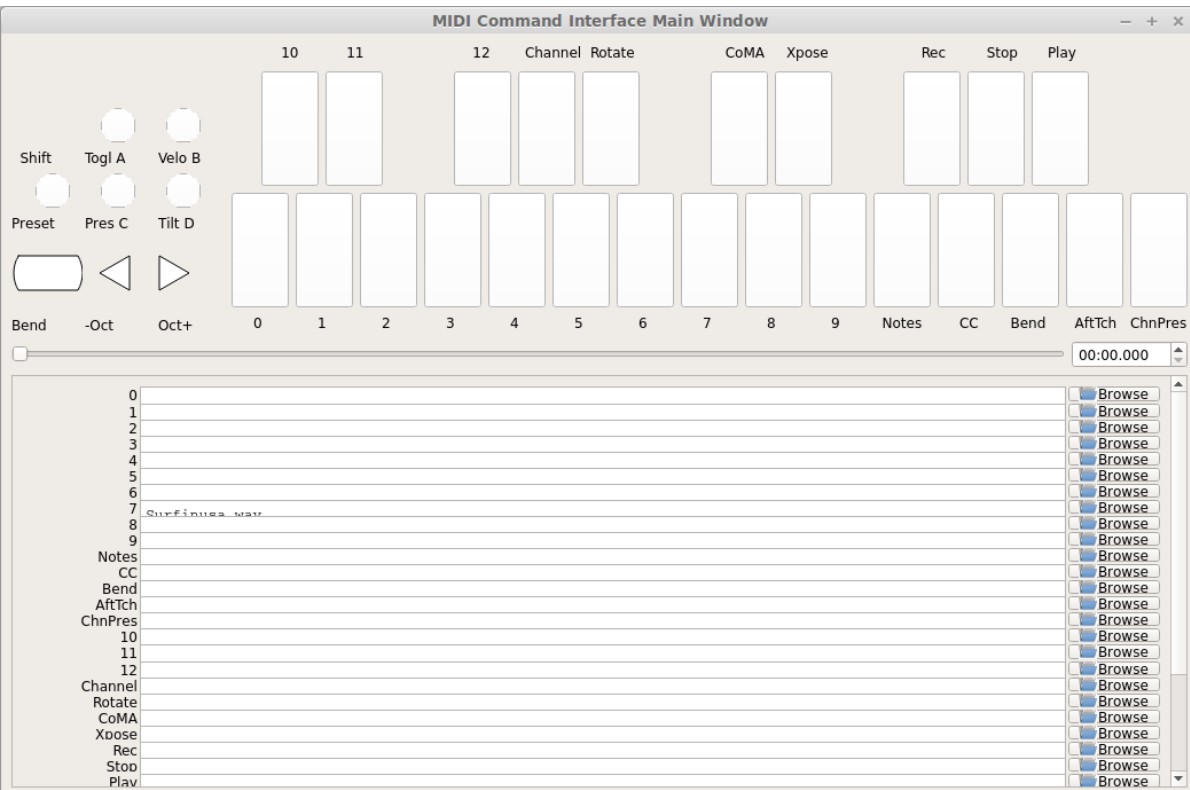 MIDI Command Interface Main Window
10 11 12 Channel Rotate CoMA Xpose Rec Stop Play
Shift Togl A Velo B
Preset Pres C Tilt D
Bend -Oct Oct+ 0 1 2 3 4 5 6 7 8 9 Notes CC Bend AftTch ChnPres
00:00.000
0 Browse
1 Browse
2 Browse
3 Browse
4 Browse
5 Browse
6 Browse
7 Surfinusa.wav Browse
8 Browse
9 Browse
Notes Browse
CC Browse
Bend Browse
AftTch Browse
ChnPres Browse
10 Browse
11 Browse
12 Browse
Channel Browse
Rotate Browse
CoMA Browse
Xpose Browse
Rec Browse
Stop Browse
Play Browse